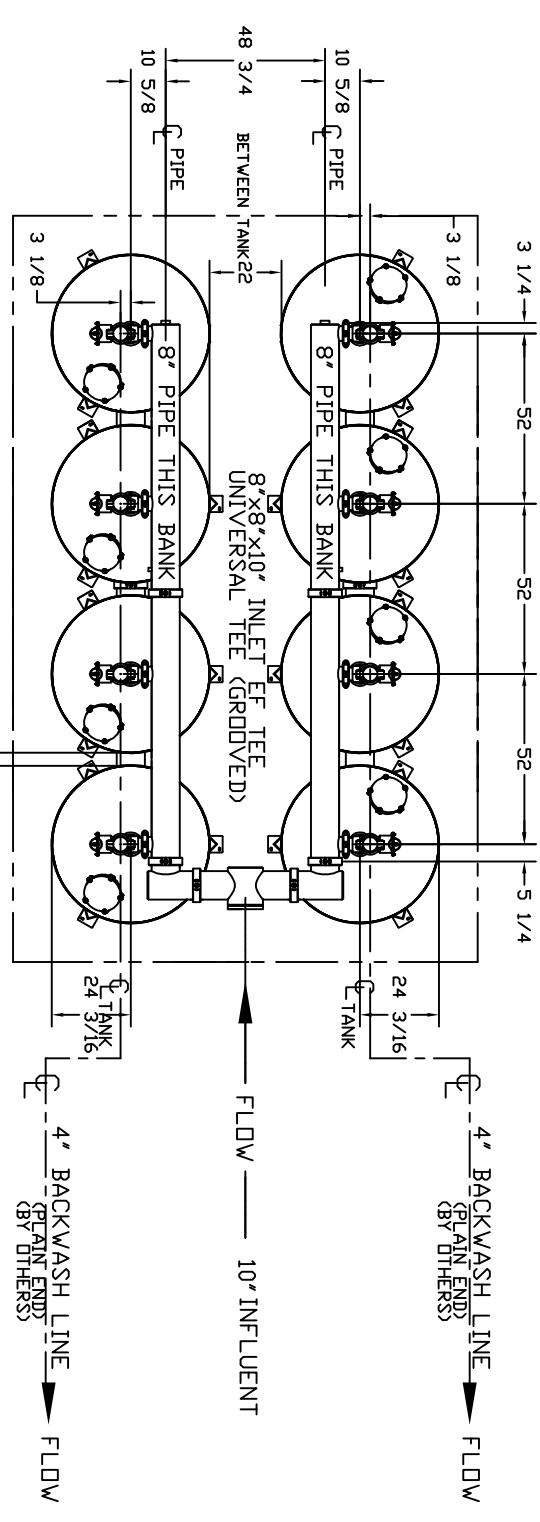 48 3/4
10 5/8
10 5/8
PIPE
PIPE
BETWEEN TANK22
3 1/8
3 1/8
3 1/4
52
52
52
5 1/4
8" PIPE THIS BANK
8" PIPE THIS BANK
8"x8"x10" INLET EF TEE
UNIVERSAL TEE (GROOVED)
24 3/16
TANK
24 3/16
TANK
FLOW
10" INFLUENT
4" BACKWASH LINE
(PLAIN END)
(BY OTHERS)
FLOW
4" BACKWASH LINE
(PLAIN END)
(BY OTHERS)
FLOW